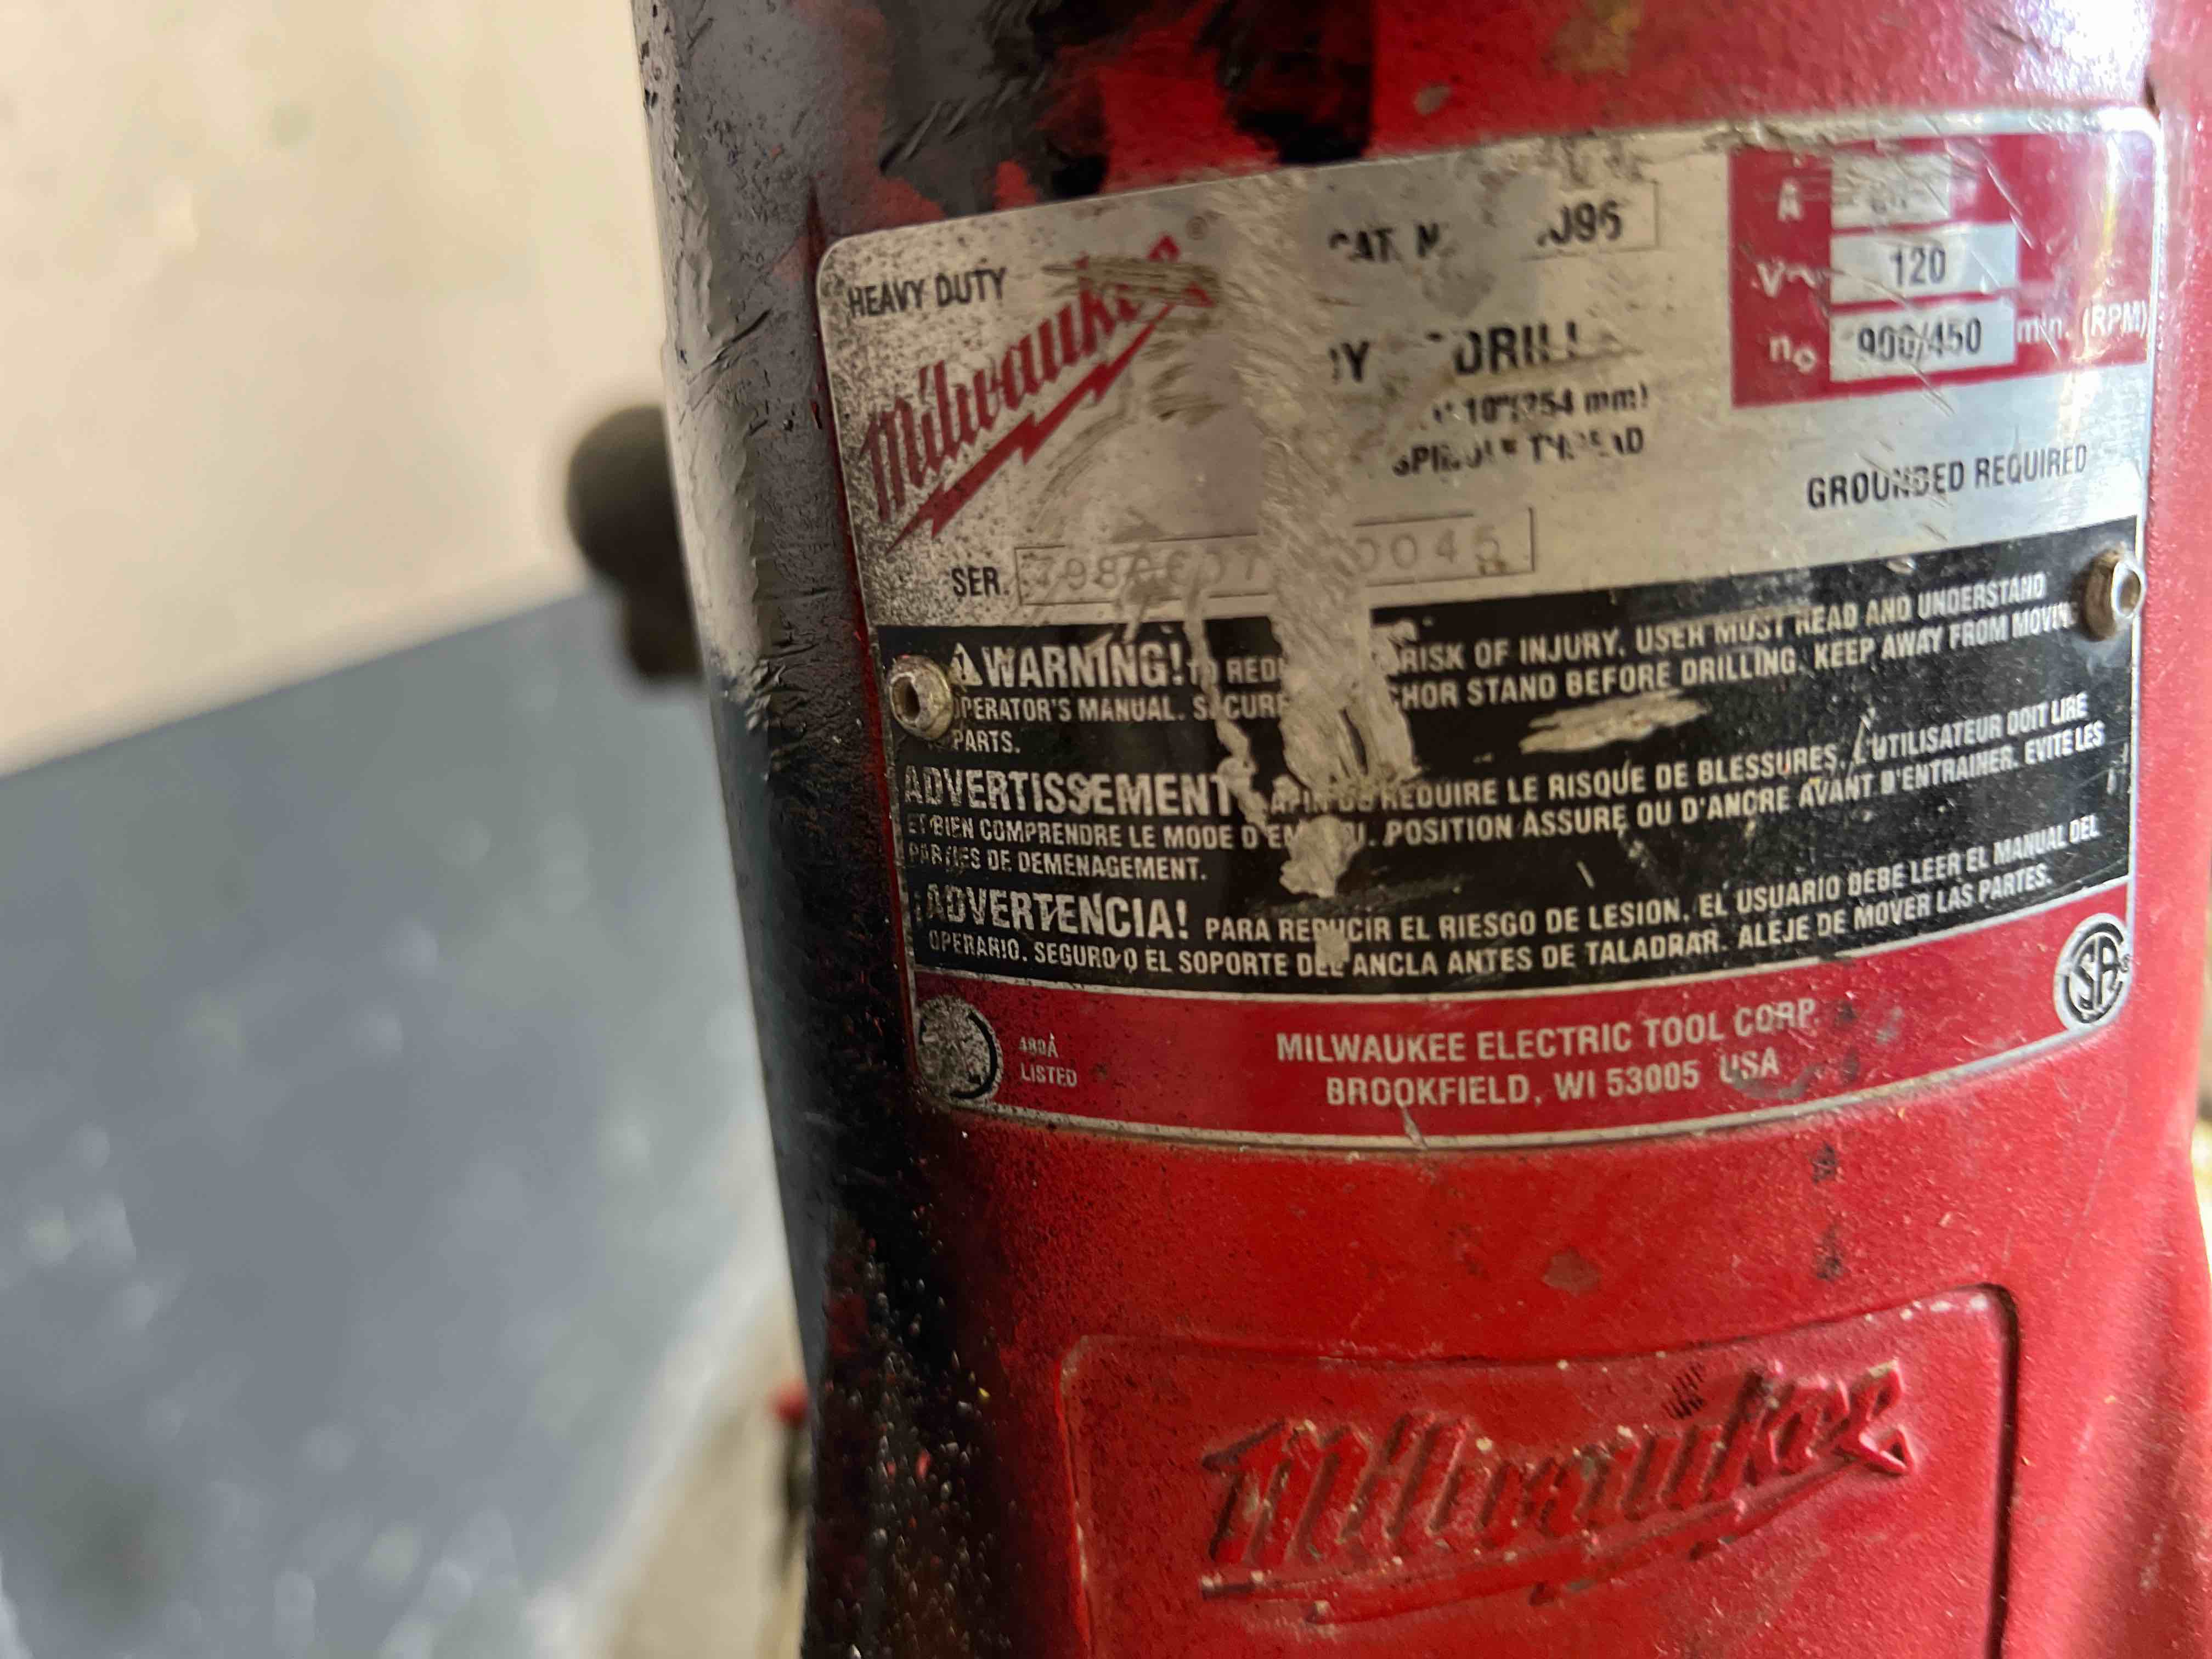 HEAVY DUTY
Milwaukee
120
900/450 min. (RPM)
DRILL
10"(254 mm)
GROUNDED REQUIRED
SER.
WARNING! TO RISK OF INJURY. USER MUST READ AND UNDERSTAND
OPERATOR'S MANUAL. SECURE STAND BEFORE DRILLING. KEEP AWAY FROM MOVING
PARTS.
ADVERTISSEMENT AFIN DE REDUIRE LE RISQUE DE BLESSURES. L'UTILISATEUR DOIT LIRE
ET BIEN COMPRENDRE LE MODE D'EMPLOI. POSITION ASSURE OU D'ANCRE AVANT D'ENTRAINER. EVITE LES
PARTIES DE DEMENAGEMENT.
¡ADVERTENCIA! PARA REDUCIR EL RIESGO DE LESION, EL USUARIO DEBE LEER EL MANUAL DEL
OPERARIO. SEGURO O EL SOPORTE DEL ANCLA ANTES DE TALADRAR. ALEJE DE MOVER LAS PARTES.
LISTED
MILWAUKEE ELECTRIC TOOL CORP.
BROOKFIELD, WI 53005 USA
Milwaukee